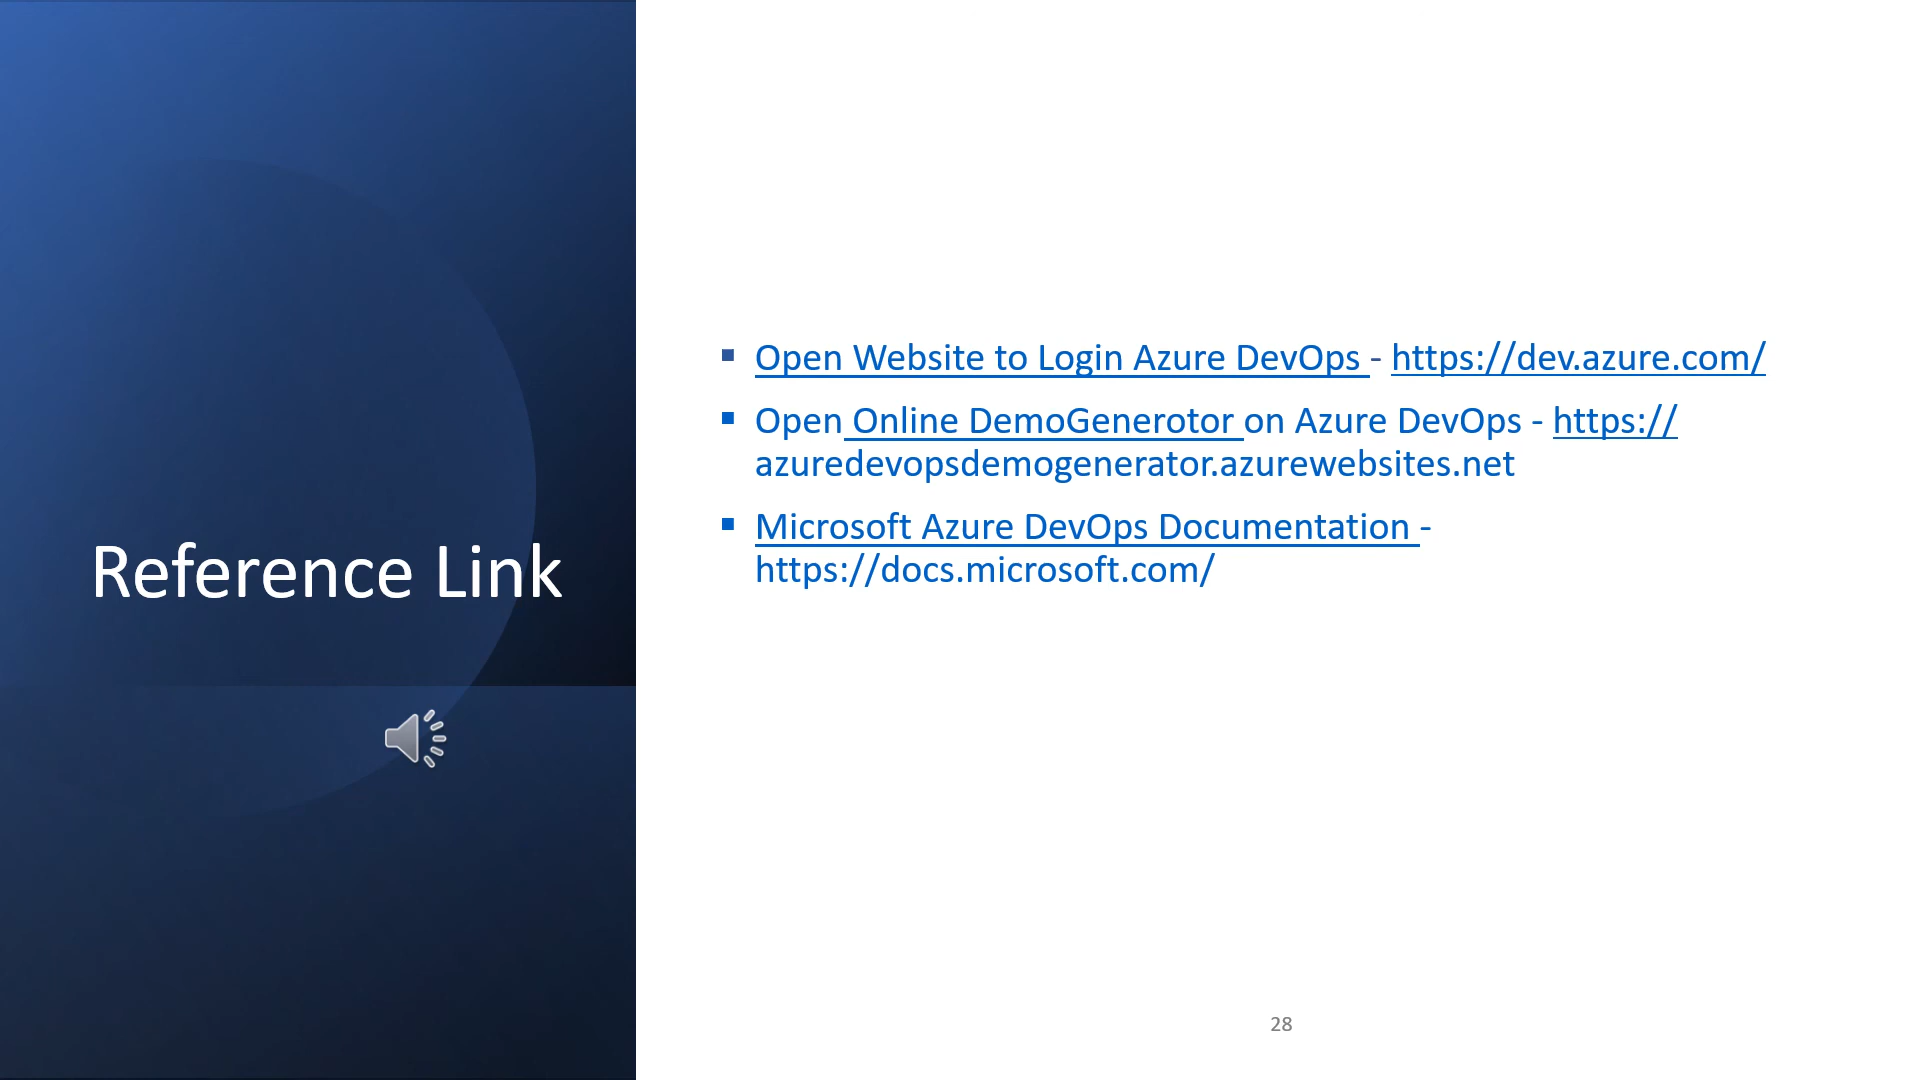 Reference Link
Open Website to Login Azure DevOps - https://dev.azure.com/
Open Online DemoGenerotor on Azure DevOps - https://
azuredevopsdemogenerator.azurewebsites.net
Microsoft Azure DevOps Documentation -
https://docs.microsoft.com/
28